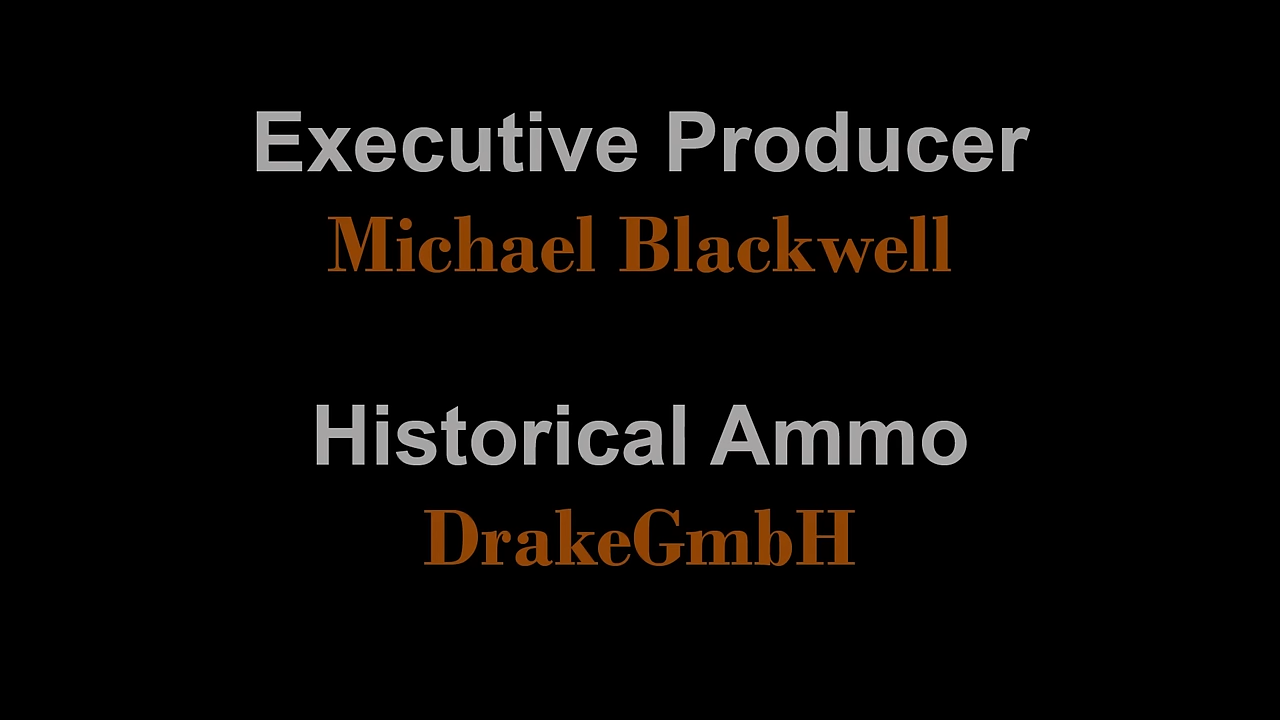 Executive Producer
Michael Blackwell
Historical Ammo
DrakeGmbH